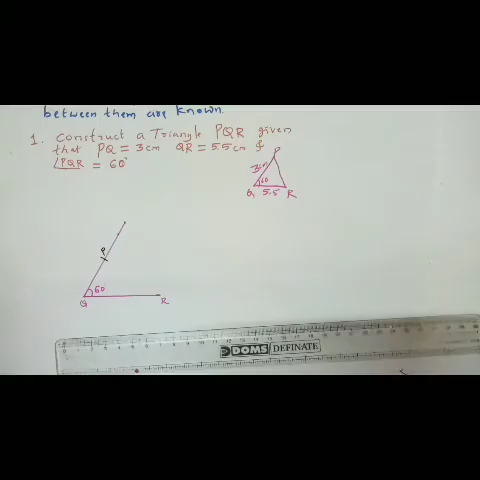 between them are known.
1. Construct a Triangle PQR given
that PQ = 3cm QR = 5.5cm &
∠PQR = 60°
P
3cm
60
Q 5.5 R
P
60
Q R
DOMS DEFINATE